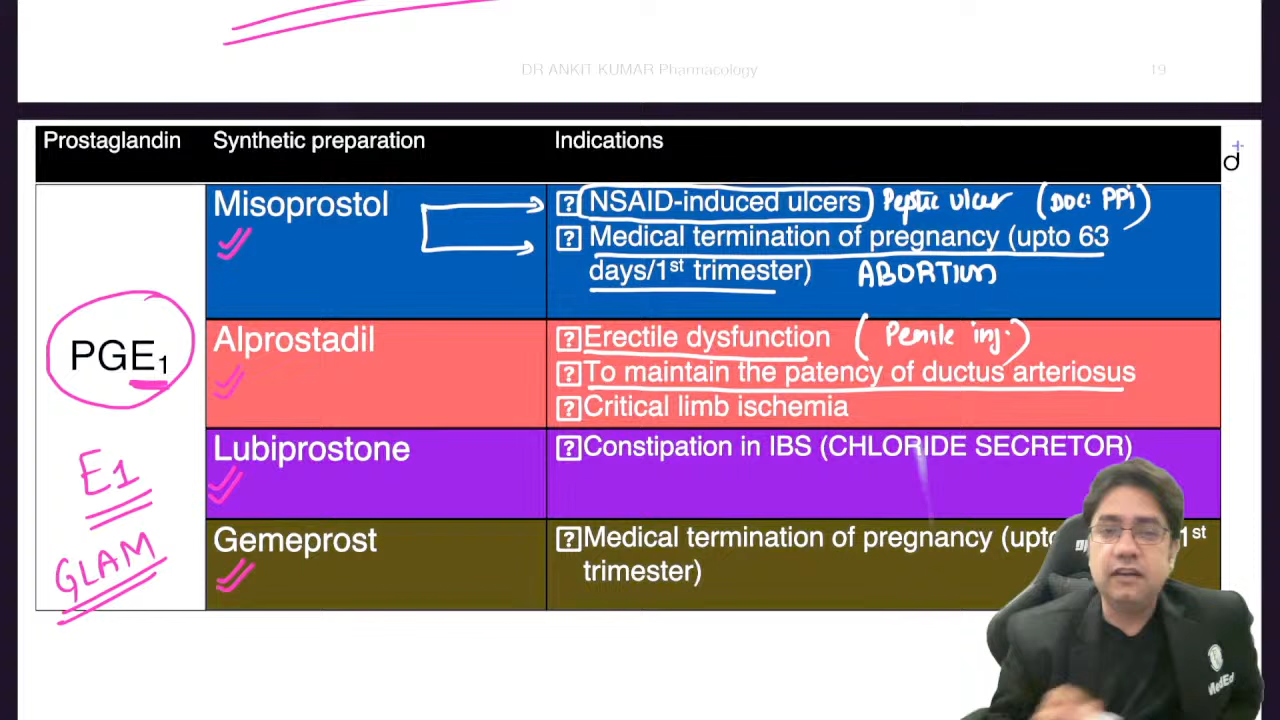 DR ANKIT KUMAR Pharmacology 19
Prostaglandin Synthetic preparation Indications
d
Misoprostol
? NSAID-induced ulcers Peptic ulcer (DOC: PPi)
? Medical termination of pregnancy (upto 63
days/1st trimester) ABORTION
PGE1
Alprostadil
? Erectile dysfunction (Penile inj.)
? To maintain the patency of ductus arteriosus
? Critical limb ischemia
E1
GLAM
Lubiprostone
? Constipation in IBS (CHLORIDE SECRETOR)
Gemeprost
? Medical termination of pregnancy (upto 1st
trimester)
MedEd